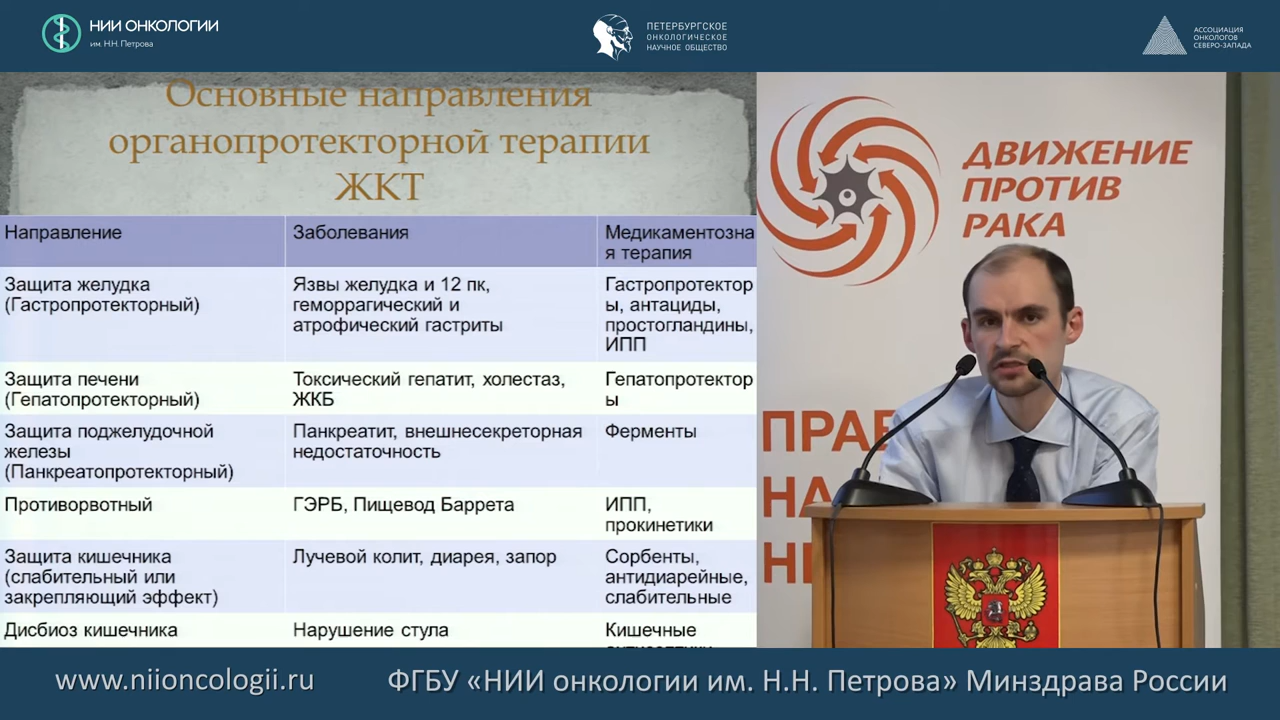 НИИ ОНКОЛОГИИ
им. Н.Н. Петрова
ПЕТЕРБУРГСКОЕ
ОНКОЛОГИЧЕСКОЕ
НАУЧНОЕ ОБЩЕСТВО
АССОЦИАЦИЯ
ОНКОЛОГОВ
СЕВЕРО-ЗАПАДА
Основные направления
органопротекторной терапии
ЖКТ
Направление
Заболевания
Медикаментозна
я терапия
Защита желудка
(Гастропротекторный)
Язвы желудка и 12 пк,
геморрагический и
атрофический гастриты
Гастропротектор
ы, антациды,
простогландины,
ИПП
Защита печени
(Гепатопротекторный)
Токсический гепатит, холестаз,
ЖКБ
Гепатопротектор
ы
Защита поджелудочной
железы
(Панкреатопротекторный)
Панкреатит, внешнесекреторная
недостаточность
Ферменты
Противорвотный
ГЭРБ, Пищевод Баррета
ИПП,
прокинетики
Защита кишечника
(слабительный или
закрепляющий эффект)
Лучевой колит, диарея, запор
Сорбенты,
антидиарейные,
слабительные
Дисбиоз кишечника
Нарушение стула
Кишечные
ДВИЖЕНИЕ
ПРОТИВ
РАКА
ПРАВ
НА
www.niioncologii.ru
ФГБУ «НИИ онкологии им. Н.Н. Петрова» Минздрава России